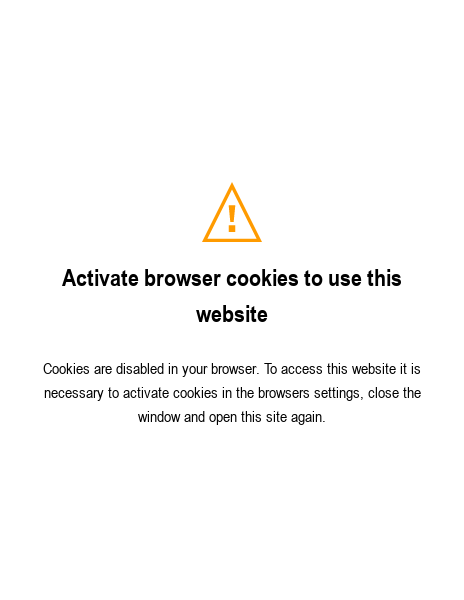 !
Activate browser cookies to use this
website
Cookies are disabled in your browser. To access this website it is
necessary to activate cookies in the browsers settings, close the
window and open this site again.